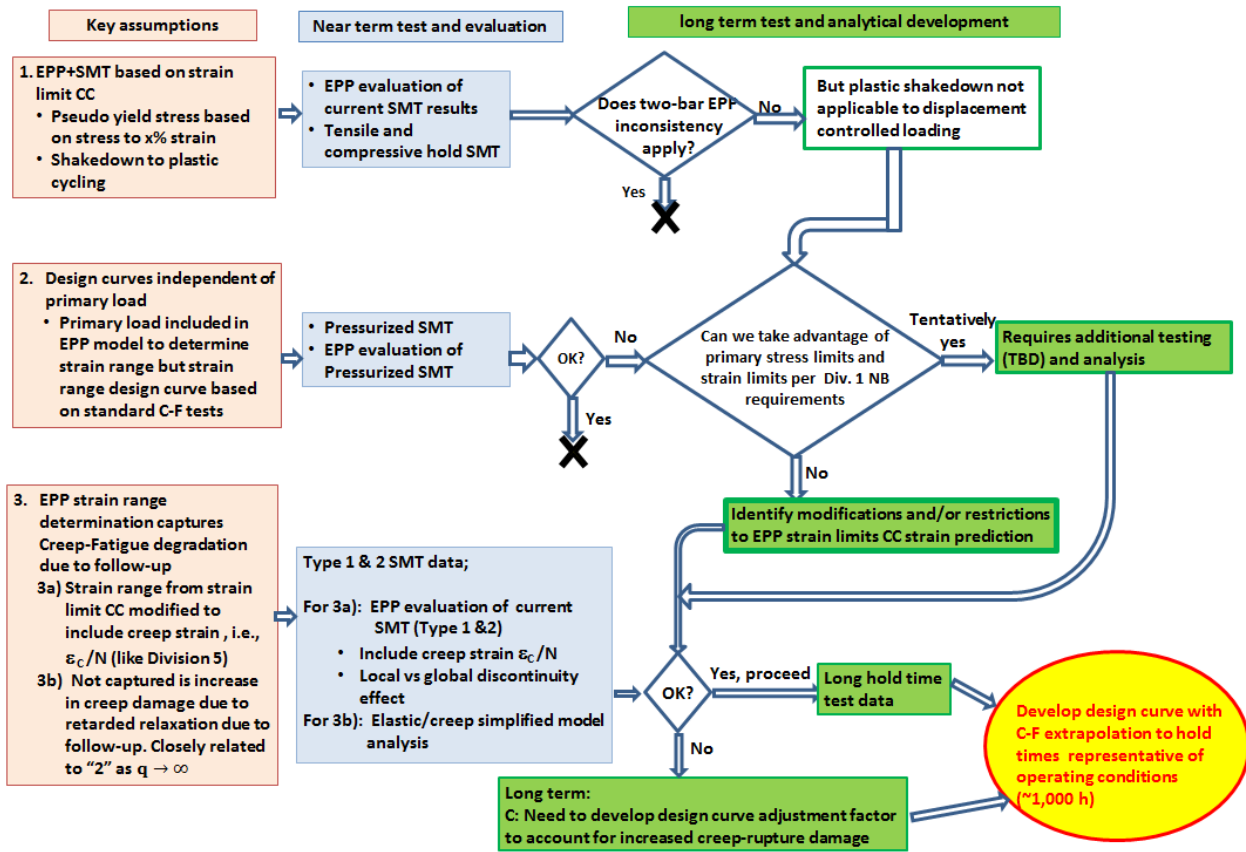 Key assumptions
Near term test and evaluation
long term test and analytical development
1. EPP+SMT based on strain
limit CC
• Pseudo yield stress based
on stress to x% strain
• Shakedown to plastic
cycling
• EPP evaluation of
current SMT results
• Tensile and
compressive hold SMT
Does two-bar EPP
inconsistency
apply?
No
Yes
But plastic shakedown not
applicable to displacement
controlled loading
2. Design curves independent of
primary load
• Primary load included in
EPP model to determine
strain range but strain
range design curve based
on standard C-F tests
• Pressurized SMT
• EPP evaluation of
Pressurized SMT
OK?
No
Yes
Can we take advantage of
primary stress limits and
strain limits per Div. 1 NB
requirements
Tentatively
yes
No
Requires additional testing
(TBD) and analysis
Identify modifications and/or restrictions
to EPP strain limits CC strain prediction
3. EPP strain range
determination captures
Creep-Fatigue degradation
due to follow-up
3a) Strain range from strain
limit CC modified to
include creep strain , i.e.,
εC/N (like Division 5)
3b) Not captured is increase
in creep damage due to
retarded relaxation due to
follow-up. Closely related
to “2” as q → ∞
Type 1 & 2 SMT data;
For 3a): EPP evaluation of current
SMT (Type 1 &2)
• Include creep strain εC/N
• Local vs global discontinuity
effect
For 3b): Elastic/creep simplified model
analysis
OK?
Yes, proceed
No
Long hold time
test data
Long term:
C: Need to develop design curve adjustment factor
to account for increased creep-rupture damage
Develop design curve with
C-F extrapolation to hold
times representative of
operating conditions
(~1,000 h)